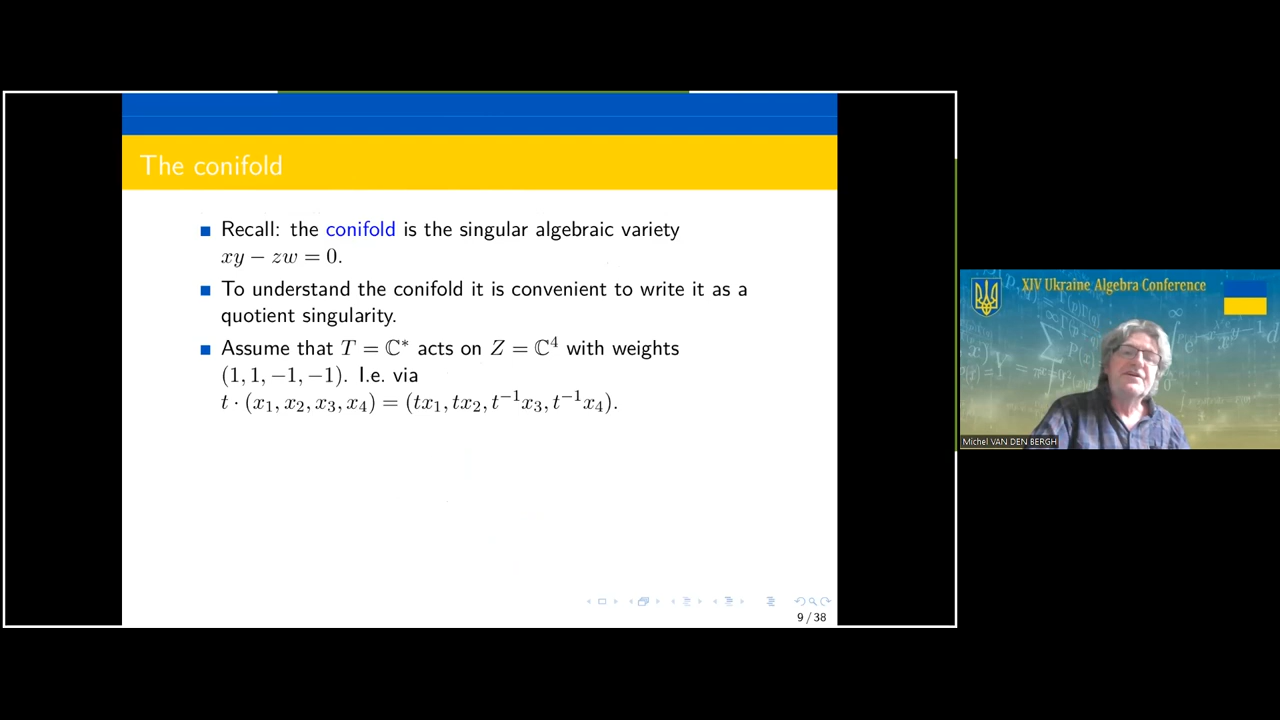 The conifold
Recall: the conifold is the singular algebraic variety
xy − zw = 0.
To understand the conifold it is convenient to write it as a
quotient singularity.
Assume that T = ℂ* acts on Z = ℂ⁴ with weights
(1, 1, −1, −1). I.e. via
t · (x₁, x₂, x₃, x₄) = (tx₁, tx₂, t⁻¹x₃, t⁻¹x₄).
9 / 38
XIV Ukraine Algebra Conference
Michel VAN DEN BERGH